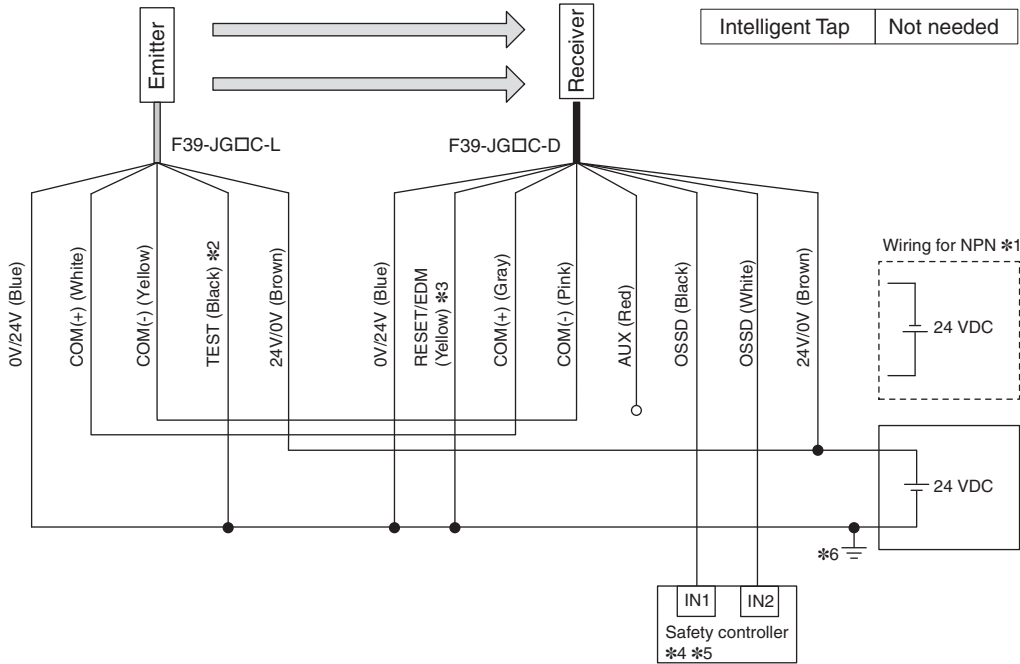 Intelligent Tap Not needed
Emitter
Receiver
F39-JG□C-L
F39-JG□C-D
0V/24V (Blue)
COM(+) (White)
COM(-) (Yellow)
TEST (Black) ✻2
24V/0V (Brown)
0V/24V (Blue)
RESET/EDM
(Yellow) ✻3
COM(+) (Gray)
COM(-) (Pink)
AUX (Red)
OSSD (Black)
OSSD (White)
24V/0V (Brown)
Wiring for NPN ✻1
24 VDC
24 VDC
✻6
IN1 IN2
Safety controller
✻4 ✻5